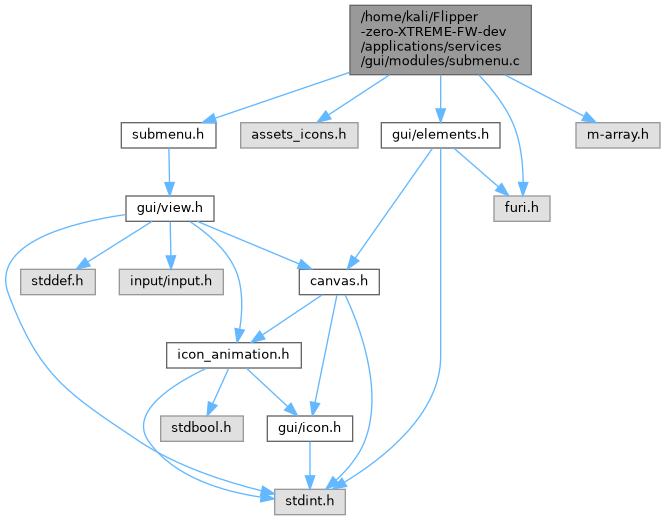 /home/kali/Flipper
-zero-XTREME-FW-dev
/applications/services
/gui/modules/submenu.c
submenu.h
assets_icons.h
gui/elements.h
m-array.h
gui/view.h
furi.h
stddef.h
input/input.h
canvas.h
icon_animation.h
stdbool.h
gui/icon.h
stdint.h